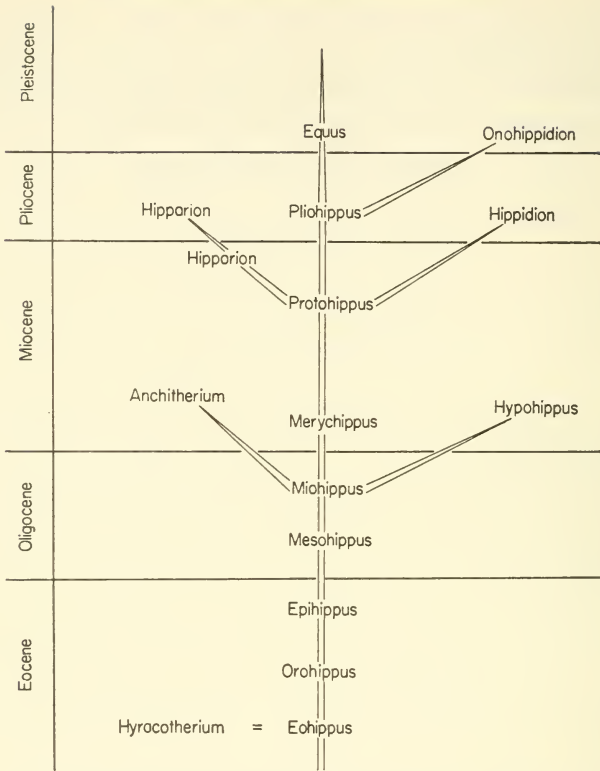 Pleistocene
Equus
Onohippidion
Pliocene
Hipparion
Pliohippus
Hippidion
Hipparion
Miocene
Protohippus
Anchitherium
Merychippus
Hypohippus
Oligocene
Miohippus
Mesohippus
Eocene
Epihippus
Orohippus
Hyracotherium = Eohippus